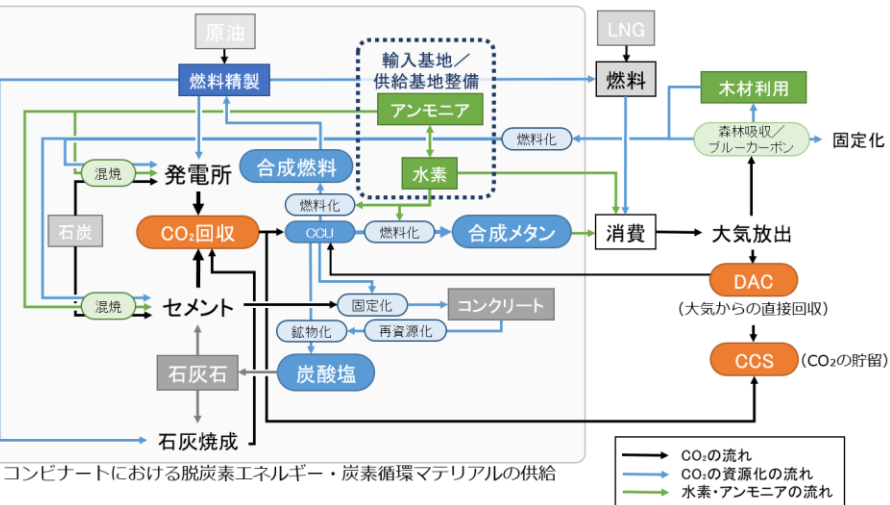 原油
LNG
輸入基地／
供給基地整備
燃料精製
燃料
木材利用
アンモニア
森林吸収／
ブルーカーボン
固定化
燃料化
混焼
発電所
合成燃料
水素
燃料化
石炭
CO₂回収
CCU
燃料化
合成メタン
消費
大気放出
DAC
(大気からの直接回収)
混焼
セメント
固定化
コンクリート
鉱物化
再資源化
CCS
(CO₂の貯留)
石灰石
炭酸塩
石灰焼成
コンビナートにおける脱炭素エネルギー・炭素循環マテリアルの供給
CO₂の流れ
CO₂の資源化の流れ
水素・アンモニアの流れ